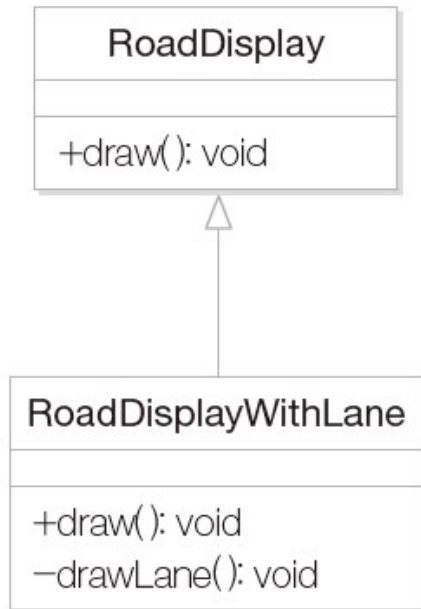 RoadDisplay
+draw(): void
RoadDisplayWithLane
+draw(): void
−drawLane(): void